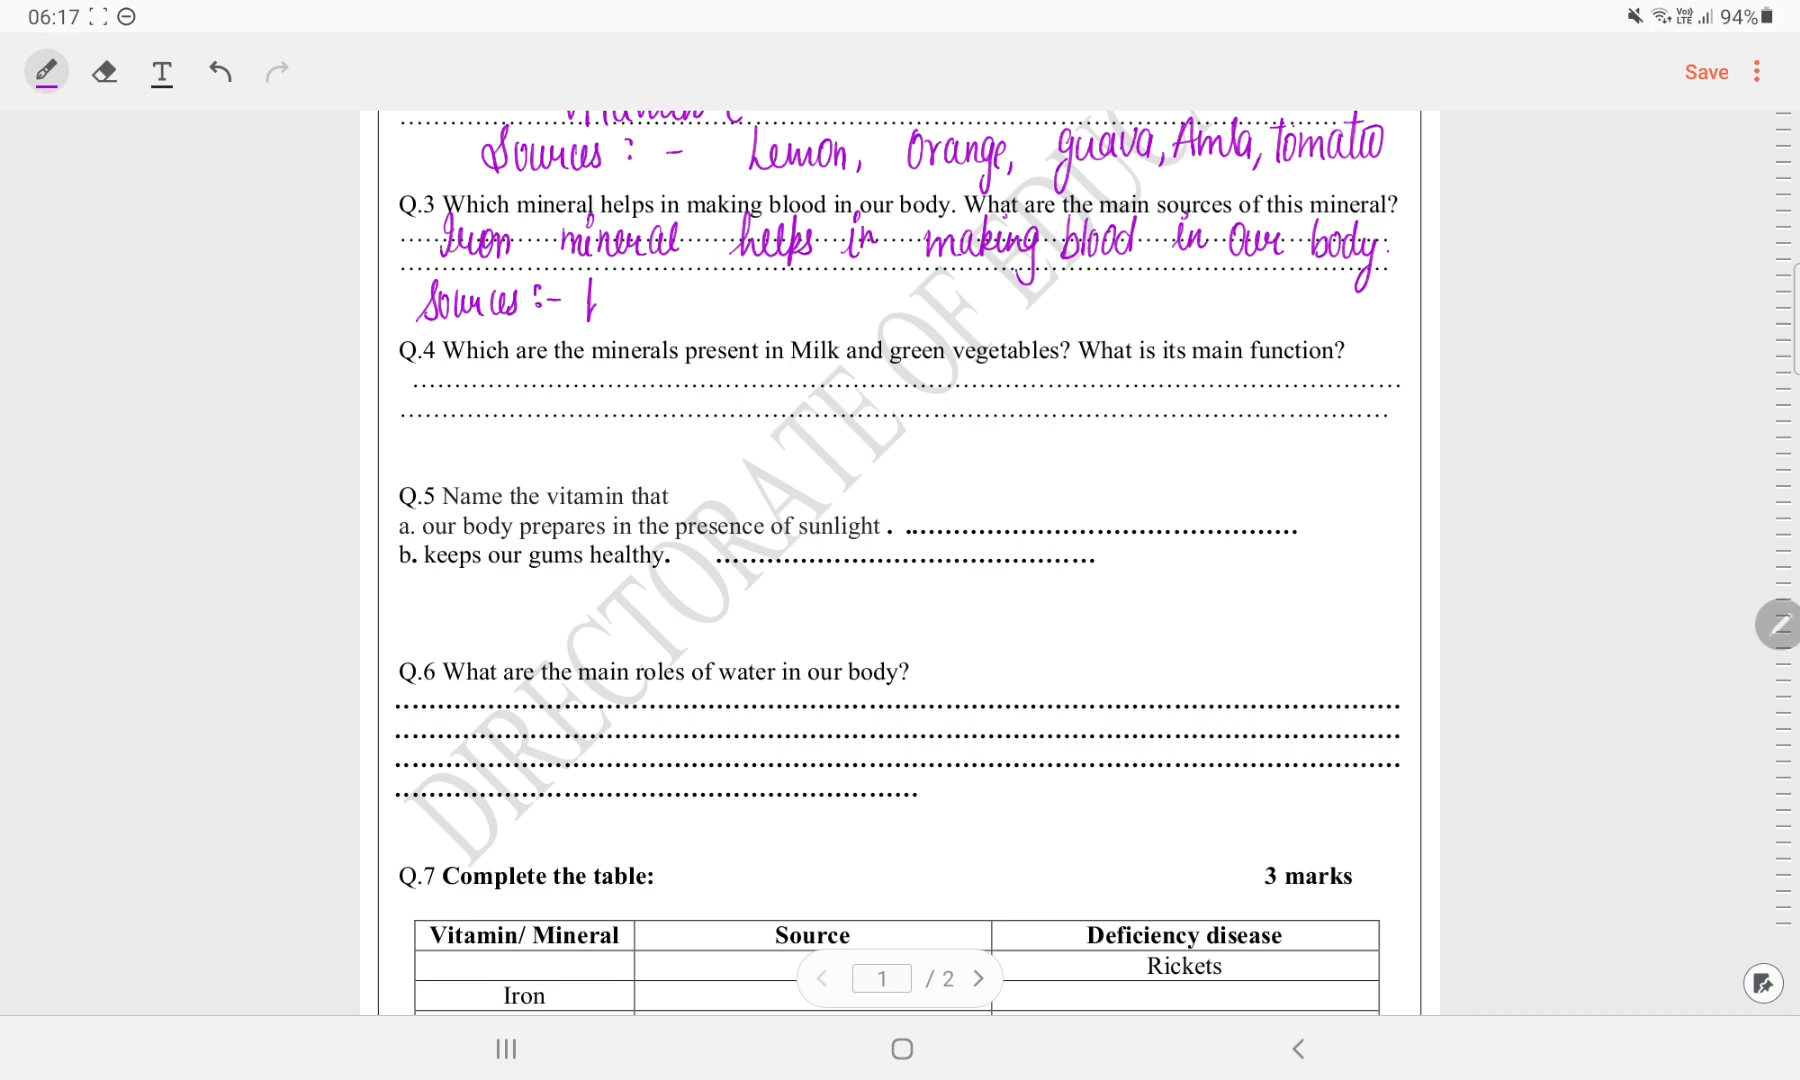 06:17
Vo))
LTE
94%
T
Save
Vitamin C
Sources :- Lemon, Orange, guava, Amla, tomato
Q.3 Which mineral helps in making blood in our body. What are the main sources of this mineral?
Iron mineral helps in making blood in our body.
Sources :-
Q.4 Which are the minerals present in Milk and green vegetables? What is its main function?
Q.5 Name the vitamin that
a. our body prepares in the presence of sunlight .
b. keeps our gums healthy.
Q.6 What are the main roles of water in our body?
Q.7 Complete the table: 3 marks
Vitamin/ Mineral Source Deficiency disease
Rickets
Iron
1 / 2
DIRECTORATE OF EDUC